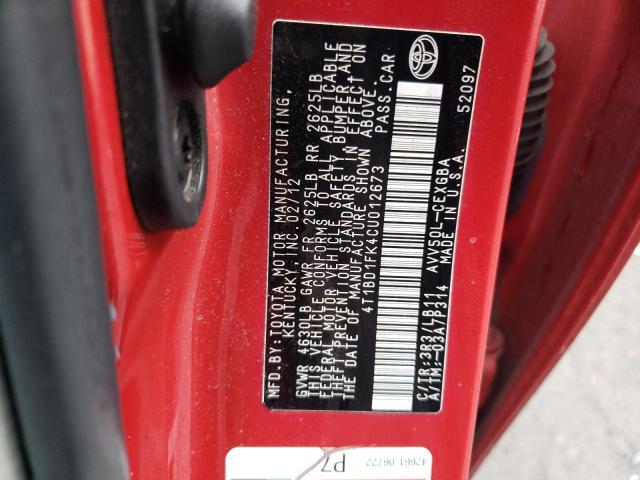 MFD.BY:TOYOTA MOTOR MANUFACTURING,
KENTUCKY, INC. 02/12
GVWR 4630LB GAWR FR 2625LB RR 2625LB
THIS VEHICLE CONFORMS TO ALL APPLICABLE
FEDERAL MOTOR VEHICLE SAFETY, BUMPER, AND
THEFT PREVENTION STANDARDS IN EFFECT ON
THE DATE OF MANUFACTURE SHOWN ABOVE.
4T1BD1FK4CU012673 PASS.CAR
C/TR:3R3/LB11 AVV50L-CEXGBA
A/TM:-03A/P314 MADE IN U.S.A. 52097
42661-06722
P7